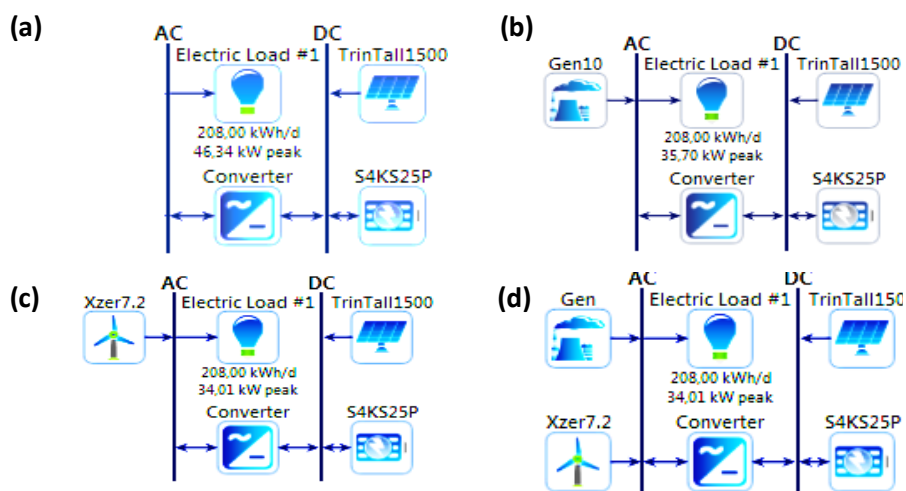 (a)
AC DC
Electric Load #1 TrinTall1500
208,00 kWh/d
46,34 kW peak
Converter S4KS25P
(b)
AC DC
Gen10 Electric Load #1 TrinTall1500
208,00 kWh/d
35,70 kW peak
Converter S4KS25P
(c)
AC DC
Xzer7.2 Electric Load #1 TrinTall1500
208,00 kWh/d
34,01 kW peak
Converter S4KS25P
(d)
AC DC
Gen Electric Load #1 TrinTall150
208,00 kWh/d
34,01 kW peak
Xzer7.2 Converter S4KS25P